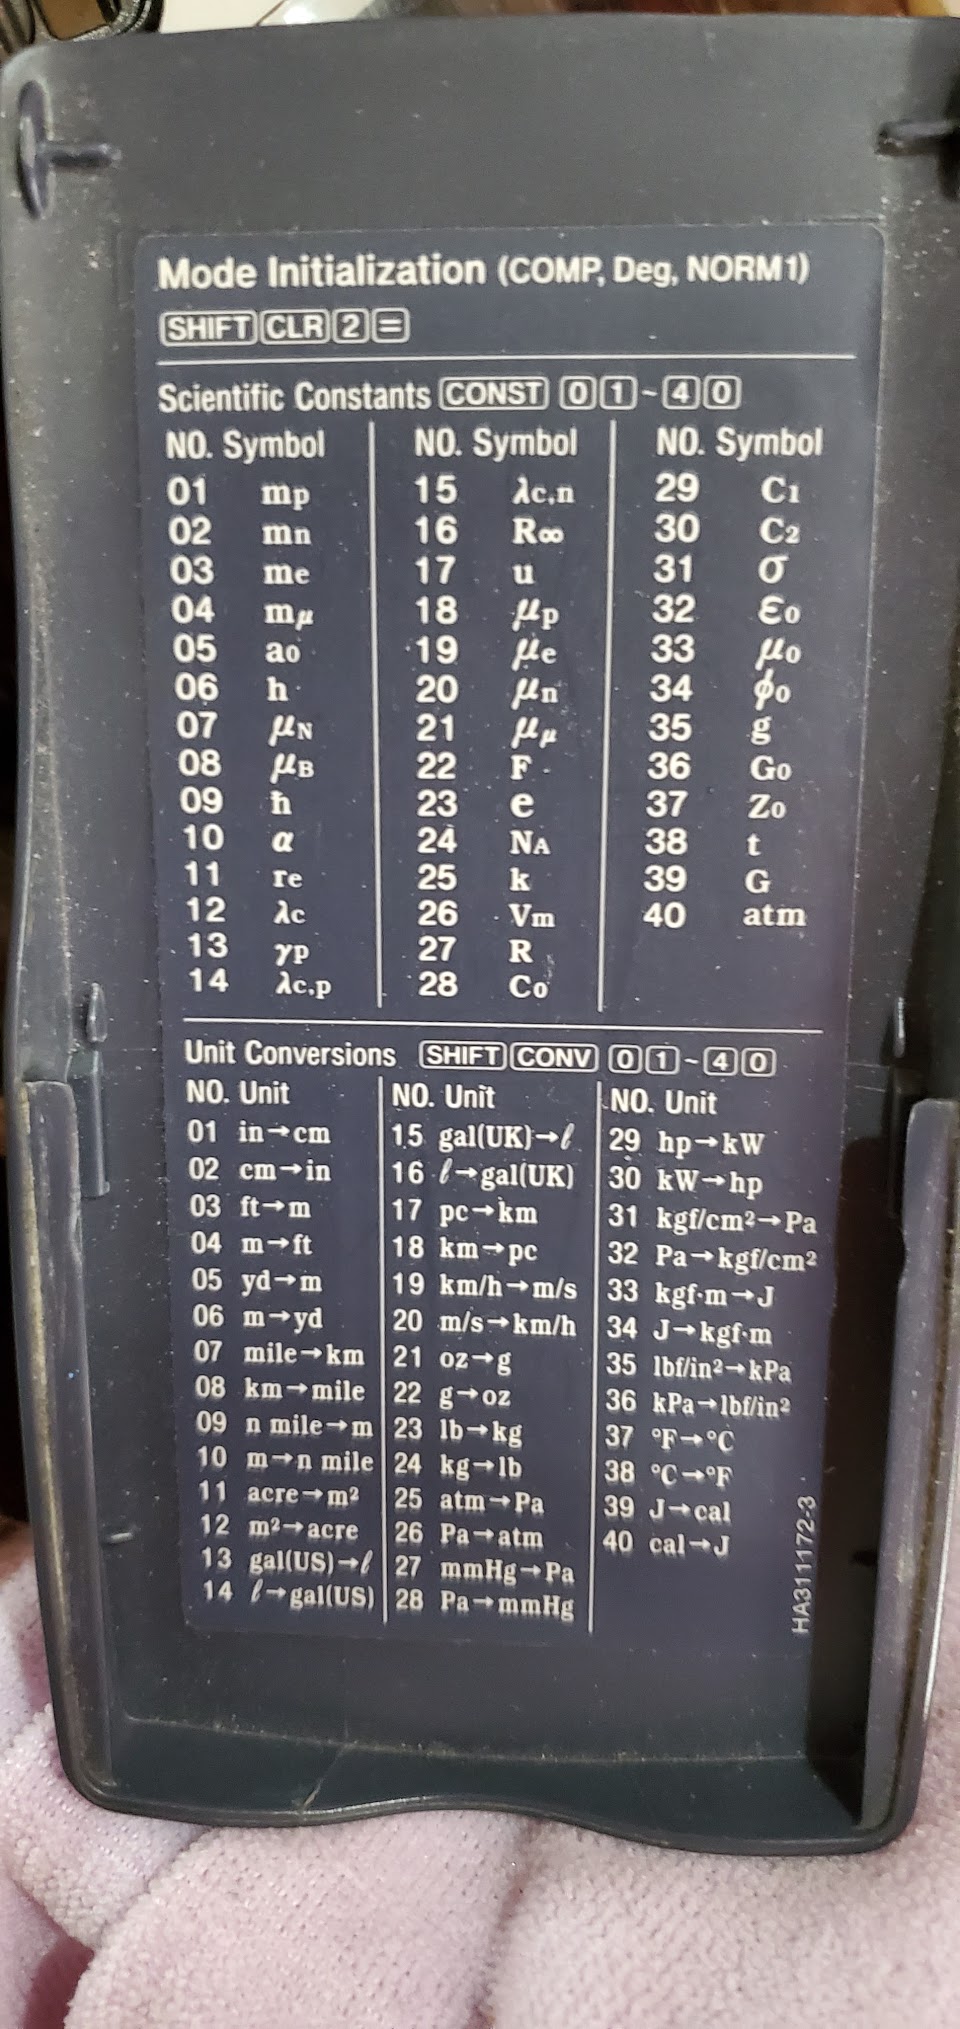 Mode Initialization (COMP, Deg, NORM1)
SHIFT CLR 2 =
Scientific Constants CONST 0 1 ~ 4 0
NO. Symbol
01 mp
02 mn
03 me
04 mμ
05 a0
06 h
07 μN
08 μB
09 ħ
10 α
11 re
12 λc
13 γp
14 λc,p
NO. Symbol
15 λc,n
16 R∞
17 u
18 μp
19 μe
20 μn
21 μμ
22 F
23 e
24 NA
25 k
26 Vm
27 R
28 C0
NO. Symbol
29 C1
30 C2
31 σ
32 ε0
33 μ0
34 ϕ0
35 g
36 G0
37 Z0
38 t
39 G
40 atm
Unit Conversions SHIFT CONV 0 1 ~ 4 0
NO. Unit
01 in→cm
02 cm→in
03 ft→m
04 m→ft
05 yd→m
06 m→yd
07 mile→km
08 km→mile
09 n mile→m
10 m→n mile
11 acre→m²
12 m²→acre
13 gal(US)→ℓ
14 ℓ→gal(US)
NO. Unit
15 gal(UK)→ℓ
16 ℓ→gal(UK)
17 pc→km
18 km→pc
19 km/h→m/s
20 m/s→km/h
21 oz→g
22 g→oz
23 lb→kg
24 kg→lb
25 atm→Pa
26 Pa→atm
27 mmHg→Pa
28 Pa→mmHg
NO. Unit
29 hp→kW
30 kW→hp
31 kgf/cm²→Pa
32 Pa→kgf/cm²
33 kgf·m→J
34 J→kgf·m
35 lbf/in²→kPa
36 kPa→lbf/in²
37 °F→°C
38 °C→°F
39 J→cal
40 cal→J
HA311172-3